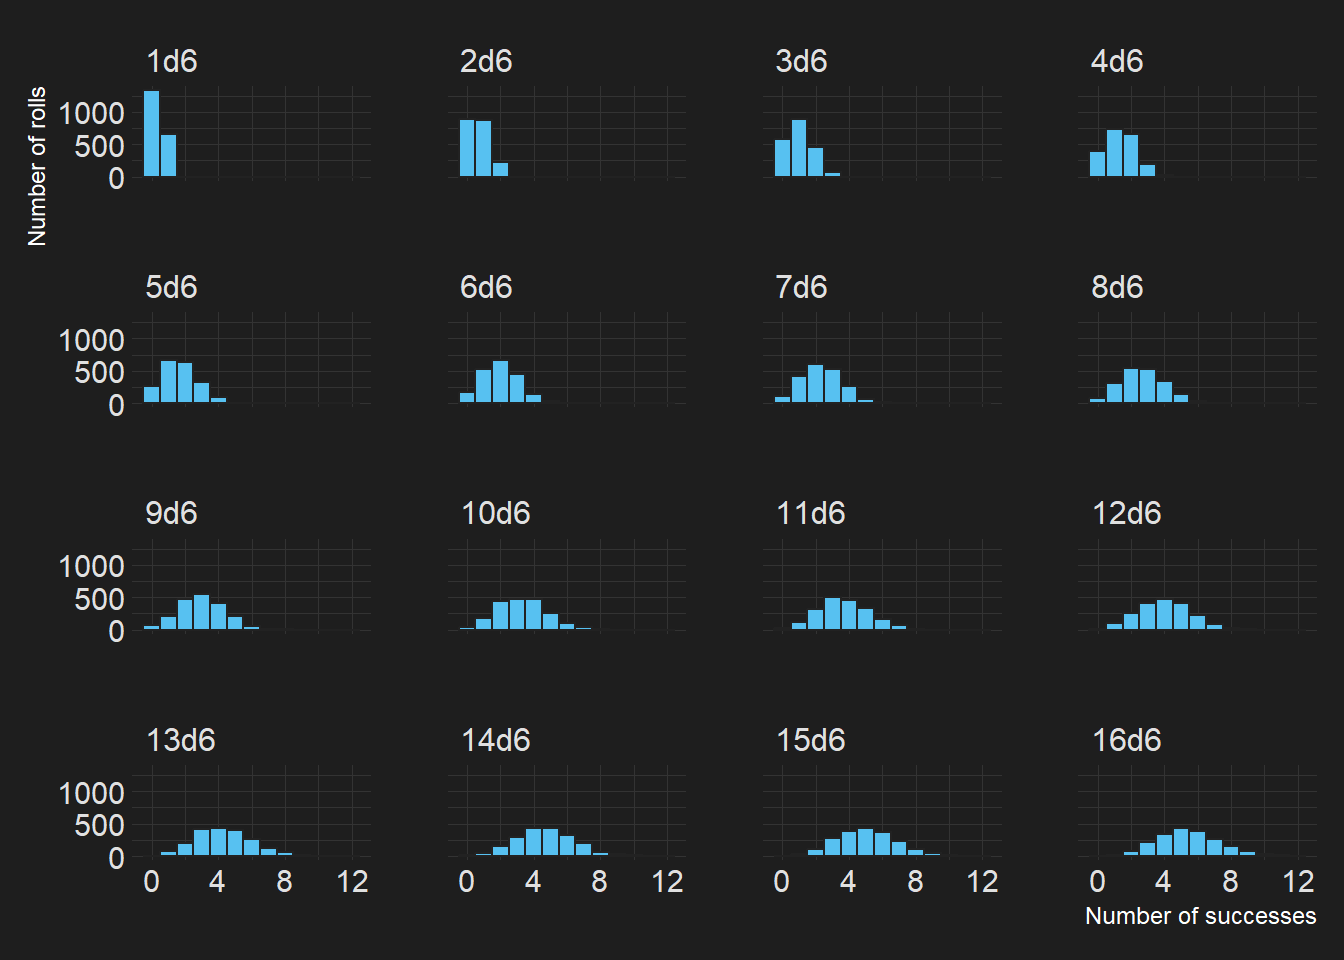 1d6 2d6 3d6 4d6
Number of rolls
1000
500
0
5d6 6d6 7d6 8d6
1000
500
0
9d6 10d6 11d6 12d6
1000
500
0
13d6 14d6 15d6 16d6
1000
500
0
0 4 8 12 0 4 8 12 0 4 8 12 0 4 8 12
Number of successes